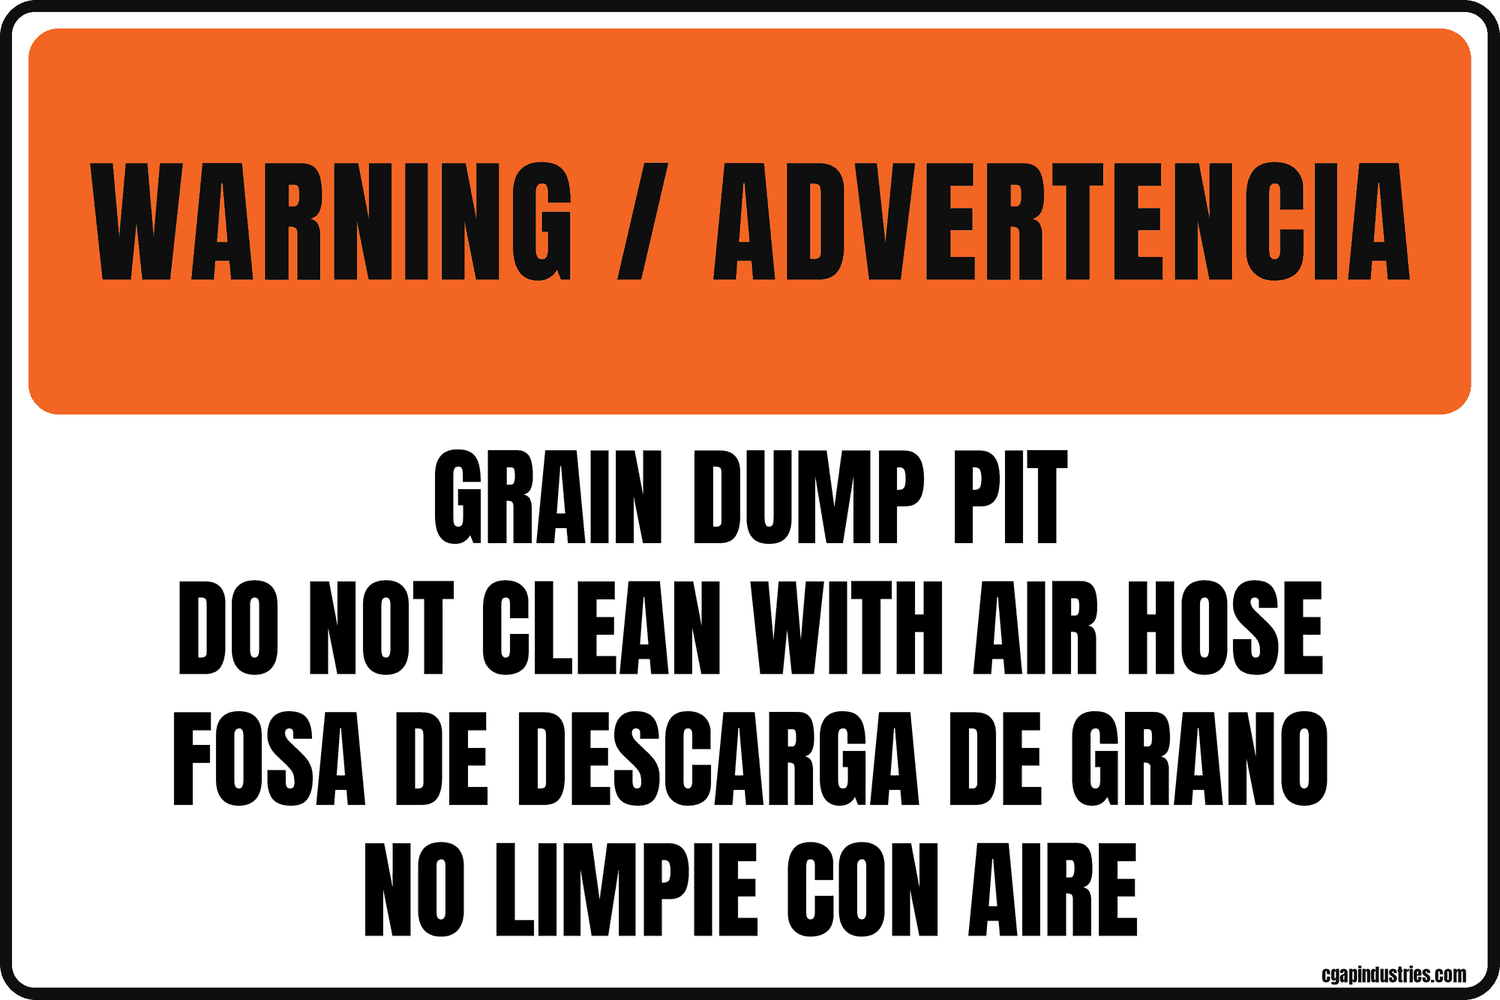 WARNING / ADVERTENCIA
GRAIN DUMP PIT
DO NOT CLEAN WITH AIR HOSE
FOSA DE DESCARGA DE GRANO
NO LIMPIE CON AIRE
cgapindustries.com